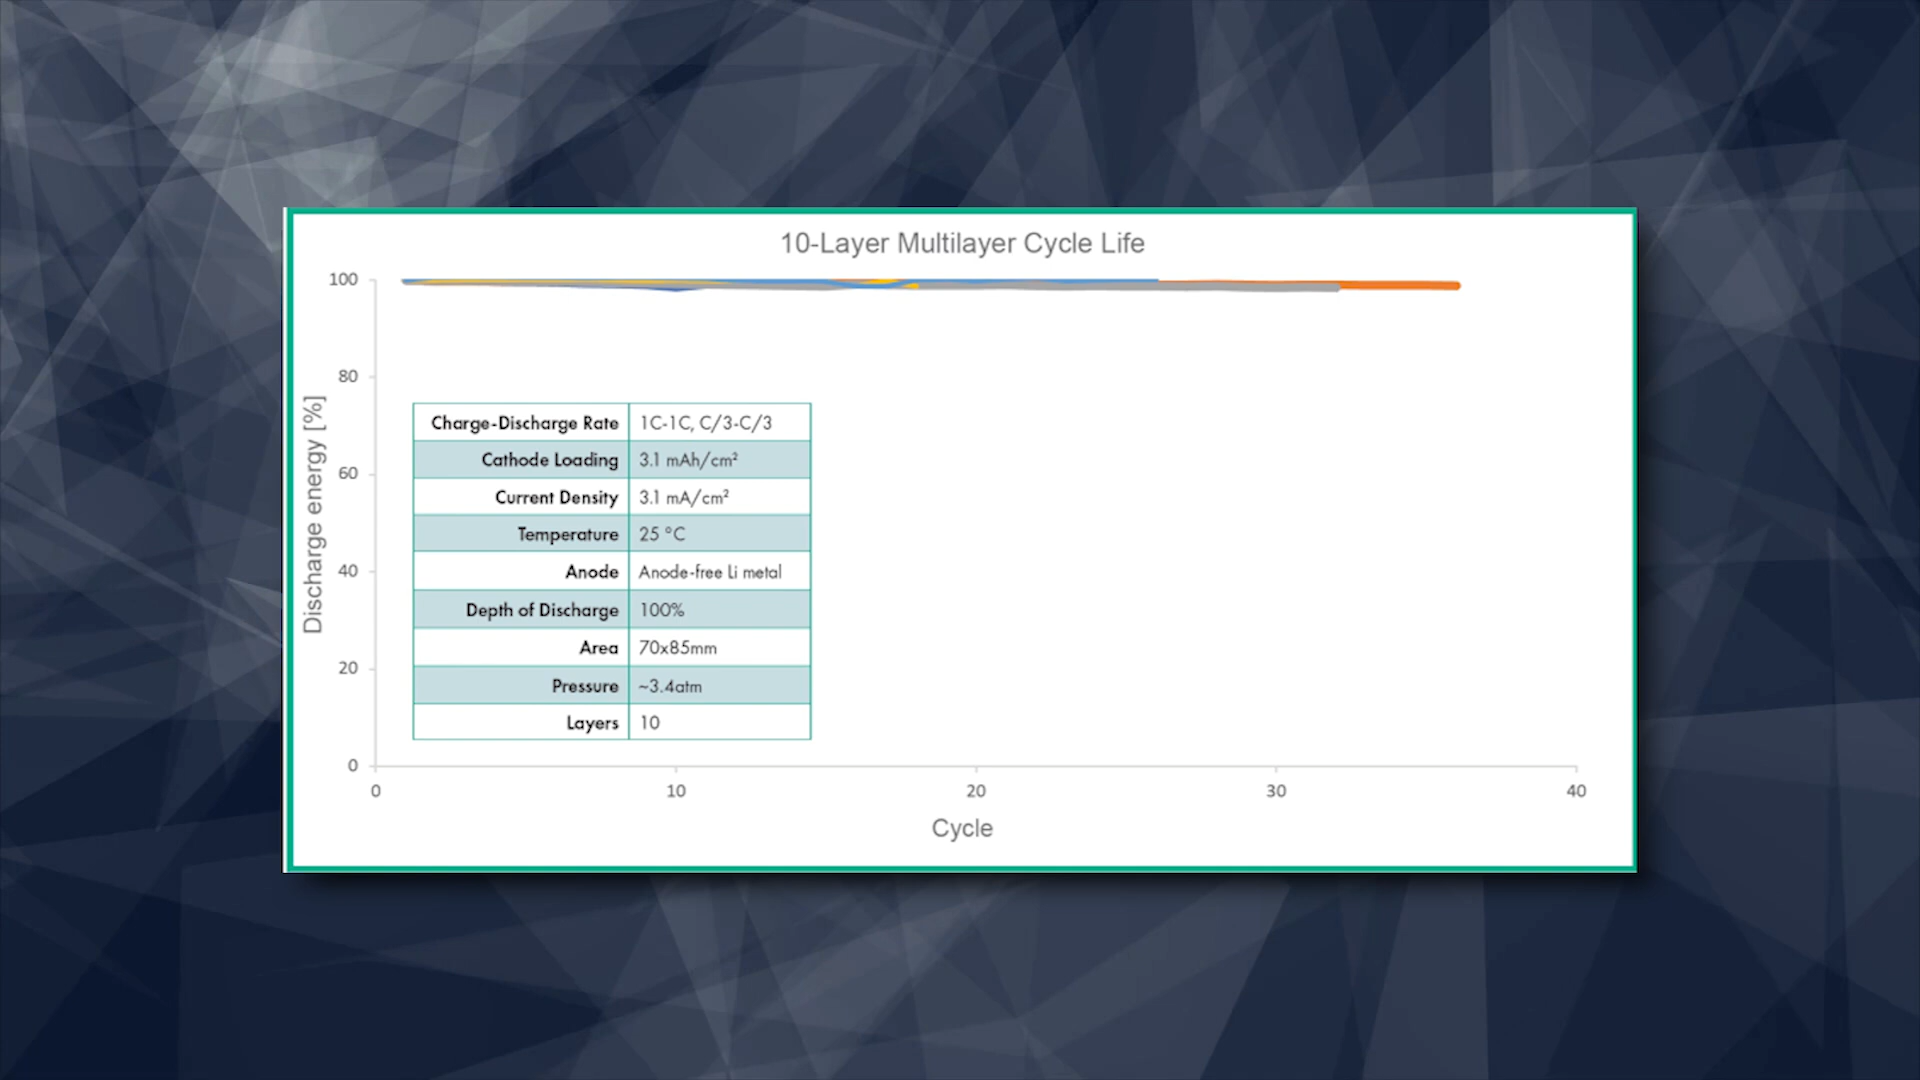 10-Layer Multilayer Cycle Life
100
80
60
40
20
0
Discharge energy [%]
Charge-Discharge Rate 1C-1C, C/3-C/3
Cathode Loading 3.1 mAh/cm²
Current Density 3.1 mA/cm²
Temperature 25 °C
Anode Anode-free Li metal
Depth of Discharge 100%
Area 70x85mm
Pressure ~3.4atm
Layers 10
0 10 20 30 40
Cycle